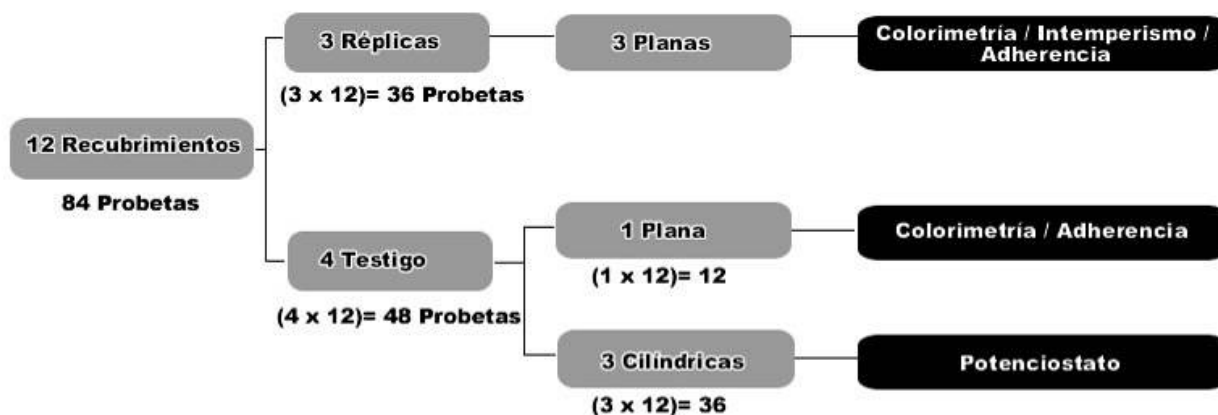 3 Réplicas
3 Planas
Colorimetría / Intemperismo /
Adherencia
(3 x 12)= 36 Probetas
12 Recubrimientos
84 Probetas
4 Testigo
(4 x 12)= 48 Probetas
1 Plana
(1 x 12)= 12
Colorimetría / Adherencia
3 Cilíndricas
(3 x 12)= 36
Potenciostato